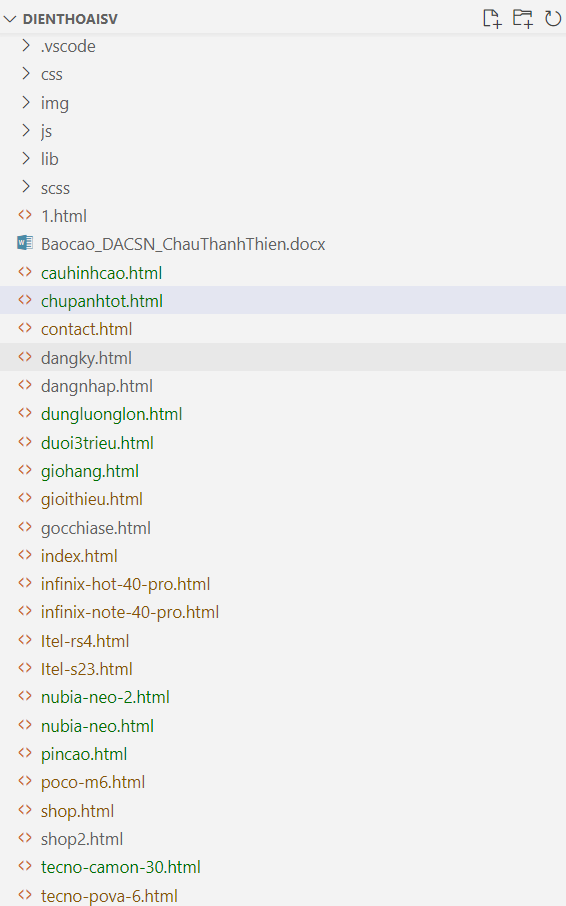 DIENTHOAISV
.vscode
css
img
js
lib
scss
1.html
Baocao_DACSN_ChauThanhThien.docx
cauhinhcao.html
chupanhtot.html
contact.html
dangky.html
dangnhap.html
dungluonglon.html
duoi3trieu.html
giohang.html
gioithieu.html
gocchiase.html
index.html
infinix-hot-40-pro.html
infinix-note-40-pro.html
Itel-rs4.html
Itel-s23.html
nubia-neo-2.html
nubia-neo.html
pincao.html
poco-m6.html
shop.html
shop2.html
tecno-camon-30.html
tecno-pova-6.html